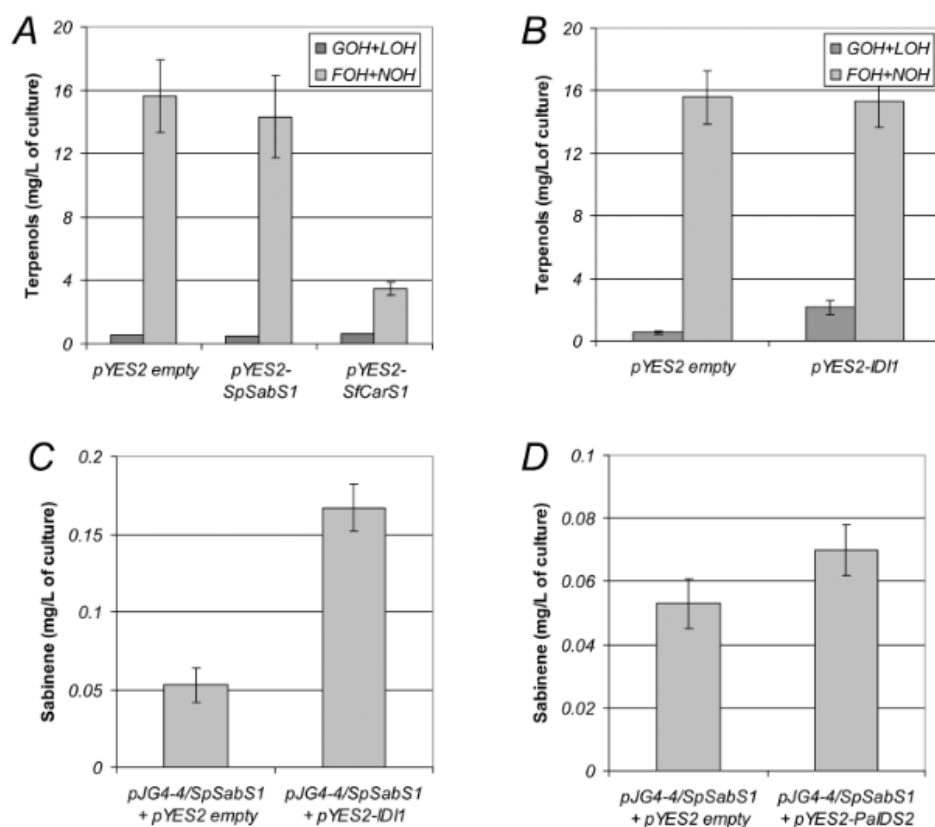 A
Terpenols (mg/L of culture)
20
16
12
8
4
0
GOH+LOH
FOH+NOH
pYES2 empty
pYES2-
SpSabS1
pYES2-
SfCarS1
B
Terpenols (mg/Lof culture)
20
16
12
8
4
0
GOH+LOH
FOH+NOH
pYES2 empty
pYES2-IDI1
C
Sabinene (mg/L of culture)
0.2
0.15
0.1
0.05
0
pJG4-4/SpSabS1
+ pYES2 empty
pJG4-4/SpSabS1
+ pYES2-IDI1
D
Sabinene (mg/L of culture)
0.1
0.08
0.06
0.04
0.02
0
pJG4-4/SpSabS1
+ pYES2 empty
pJG4-4/SpSabS1
+ pYES2-PaIDS2